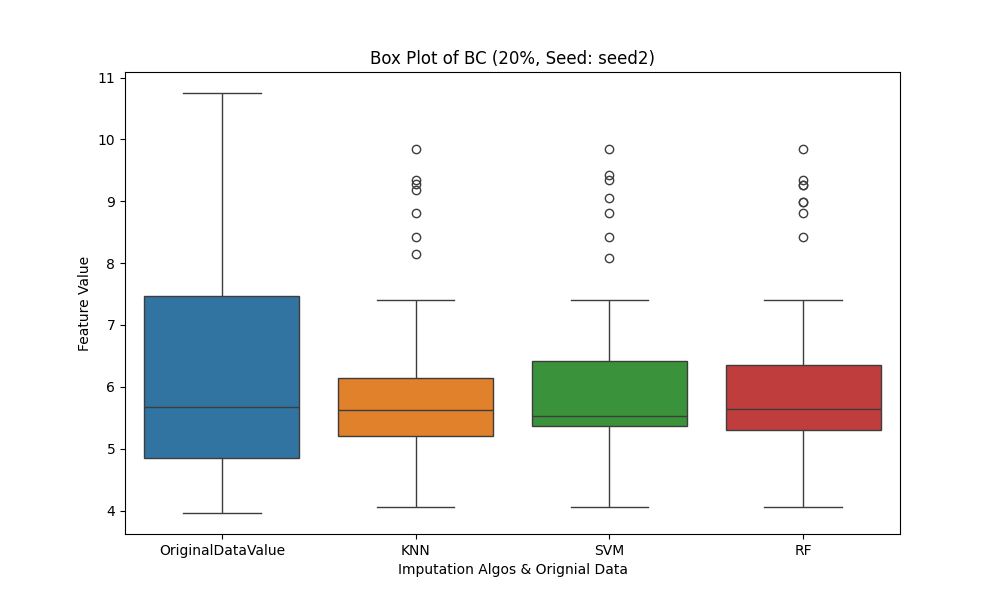 Box Plot of BC (20%, Seed: seed2)
11
10
9
8
7
6
5
4
Feature Value
OriginalDataValue KNN SVM RF
Imputation Algos & Orignial Data